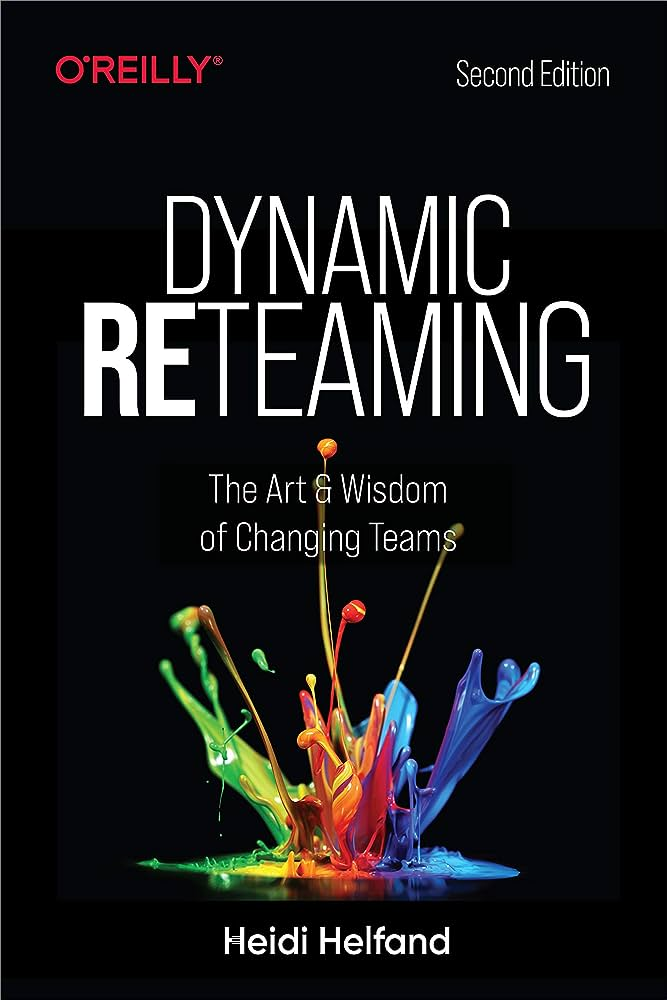 O'REILLY®
Second Edition
DYNAMIC
RETEAMING
The Art & Wisdom
of Changing Teams
Heidi Helfand